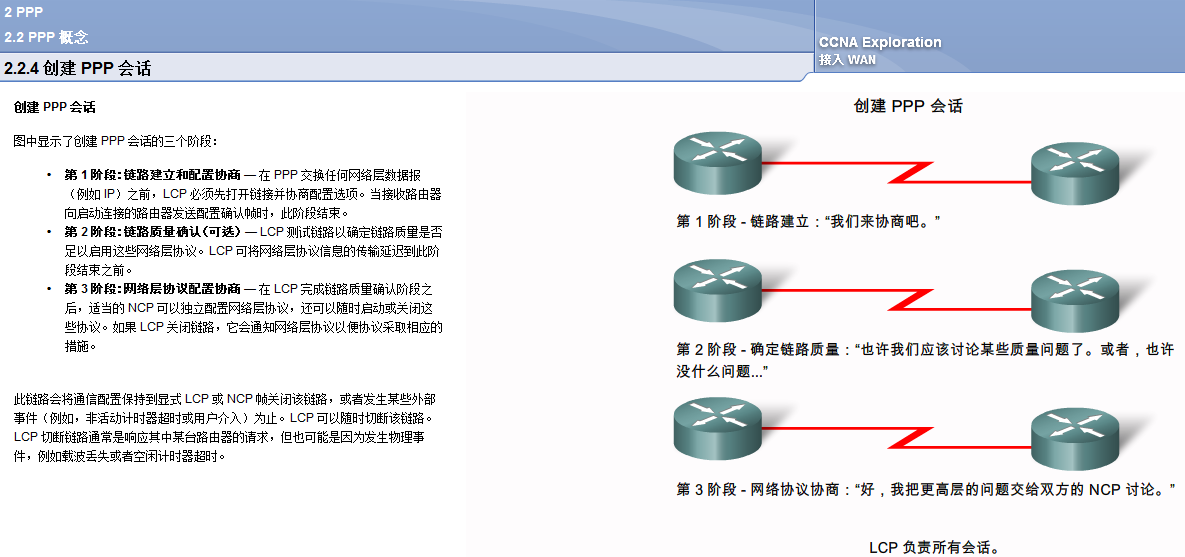 2 PPP
2.2 PPP 概念
CCNA Exploration
接入 WAN
2.2.4 创建 PPP 会话
创建 PPP 会话
图中显示了创建 PPP 会话的三个阶段：
• 第 1 阶段：链路建立和配置协商 — 在 PPP 交换任何网络层数据报
（例如 IP）之前，LCP 必须先打开链接并协商配置选项。当接收路由器
向启动连接的路由器发送配置确认帧时，此阶段结束。
• 第 2 阶段：链路质量确认（可选） — LCP 测试链路以确定链路质量是否
足以启用这些网络层协议。LCP 可将网络层协议信息的传输延迟到此阶
段结束之前。
• 第 3 阶段：网络层协议配置协商 — 在 LCP 完成链路质量确认阶段之
后，适当的 NCP 可以独立配置网络层协议，还可以随时启动或关闭这
些协议。如果 LCP 关闭链路，它会通知网络层协议以便协议采取相应的
措施。
此链路会将通信配置保持到显式 LCP 或 NCP 帧关闭该链路，或者发生某些外部
事件（例如，非活动计时器超时或用户介入）为止。LCP 可以随时切断该链路。
LCP 切断链路通常是响应其中某台路由器的请求，但也可能是因为发生物理事
件，例如载波丢失或者空闲计时器超时。
创建 PPP 会话
第 1 阶段 - 链路建立：“我们来协商吧。”
第 2 阶段 - 确定链路质量：“也许我们应该讨论某些质量问题了。或者，也许
没什么问题...”
第 3 阶段 - 网络协议协商：“好，我把更高层的问题交给双方的 NCP 讨论。”
LCP 负责所有会话。